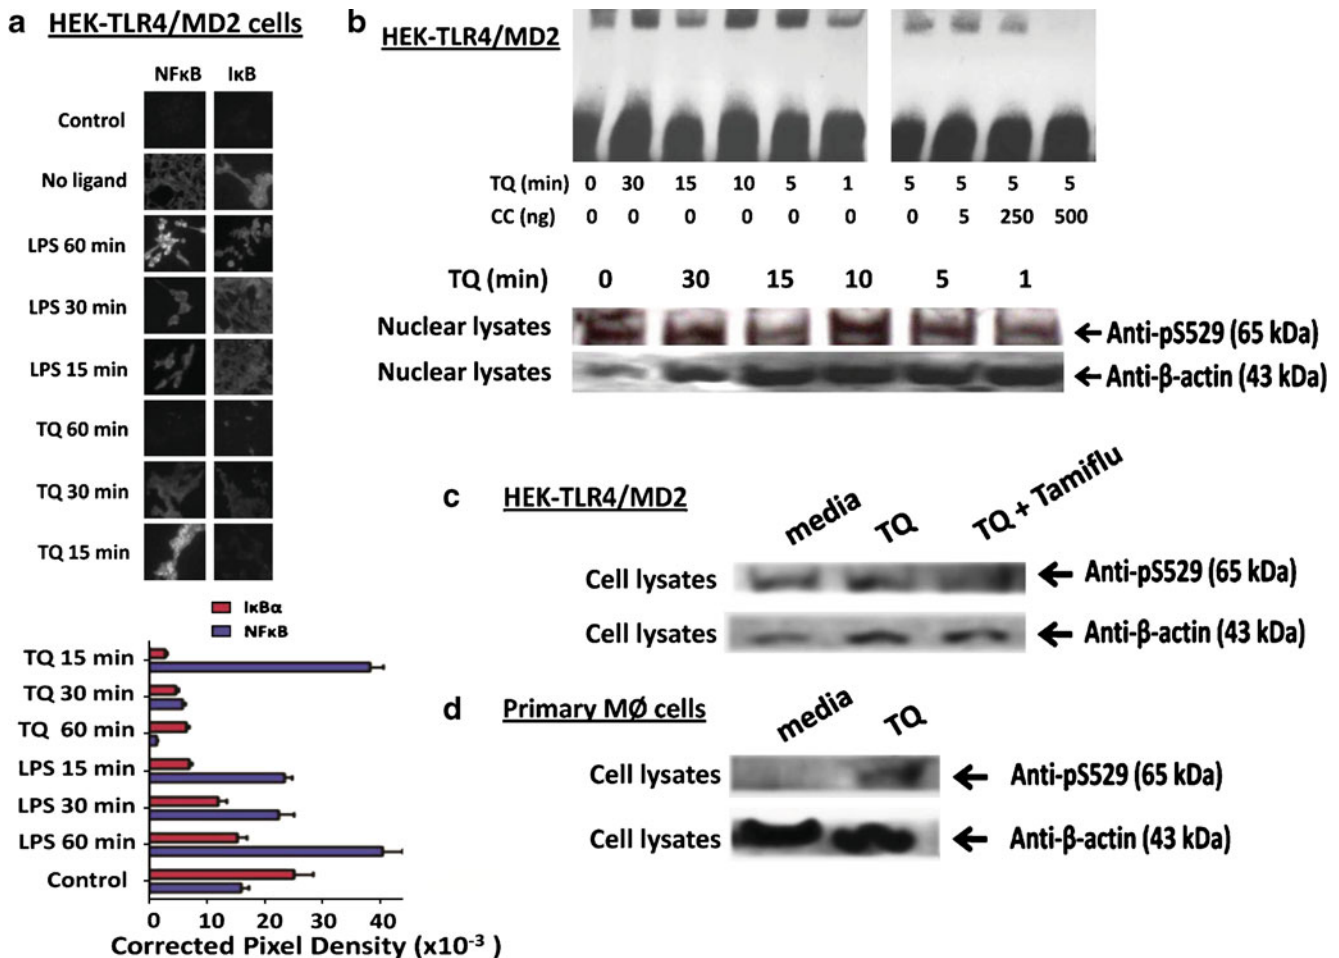 a HEK-TLR4/MD2 cells
NFκB IκB
Control
No ligand
LPS 60 min
LPS 30 min
LPS 15 min
TQ 60 min
TQ 30 min
TQ 15 min
IκBα
NFκB
TQ 15 min
TQ 30 min
TQ 60 min
LPS 15 min
LPS 30 min
LPS 60 min
Control
0 10 20 30 40
Corrected Pixel Density (x10⁻³ )
b HEK-TLR4/MD2
TQ (min) 0 30 15 10 5 1 5 5 5 5
CC (ng) 0 0 0 0 0 0 0 5 250 500
TQ (min) 0 30 15 10 5 1
Nuclear lysates ←Anti-pS529 (65 kDa)
Nuclear lysates ←Anti-β-actin (43 kDa)
c HEK-TLR4/MD2
media TQ TQ + Tamiflu
Cell lysates ← Anti-pS529 (65 kDa)
Cell lysates ← Anti-β-actin (43 kDa)
d Primary MØ cells
media TQ
Cell lysates ← Anti-pS529 (65 kDa)
Cell lysates ← Anti-β-actin (43 kDa)